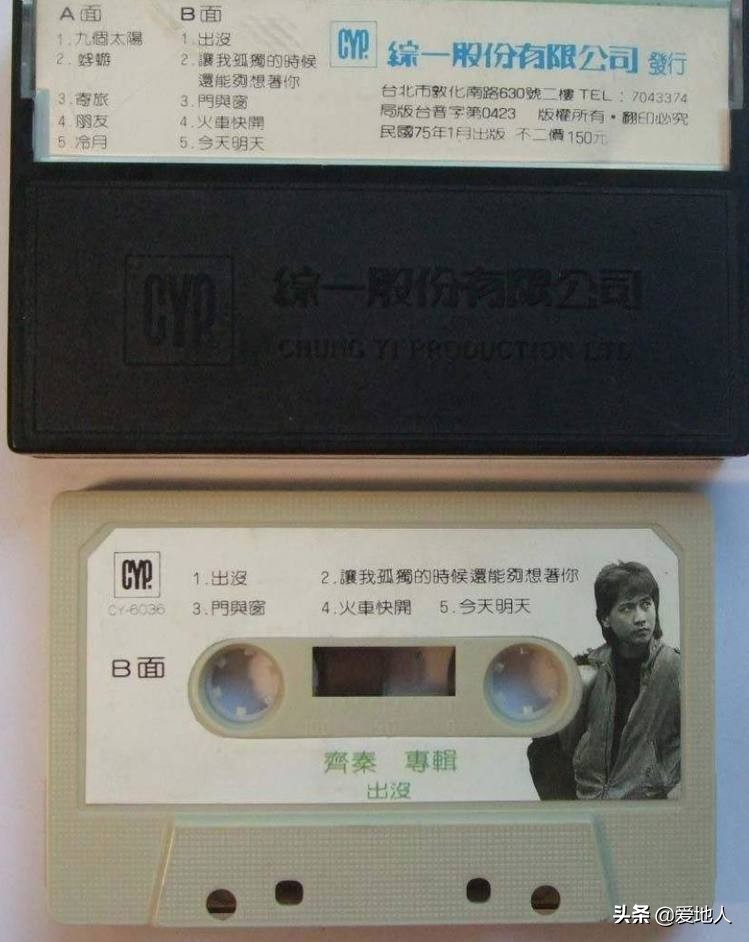 A面 B面
1.九個太陽 1.出沒
2.蜉蝣 2.讓我孤獨的時候
還能夠想著你
3.寄旅 3.門與窗
4.朋友 4.火車快開
5.冷月 5.今天明天
CYP. 綜一股份有限公司 發行
台北市敦化南路630號二樓 TEL：7043374
局版台音字第0423 版權所有・翻印必究
民國75年1月出版 不二價150元
CYP. 綜一股份有限公司
CHUNG YI PRODUCTION LTD
CYP.
CY-6036
1.出沒 2.讓我孤獨的時候還能夠想著你
3.門與窗 4.火車快開 5.今天明天
B面
齊秦 專輯
出沒
头条 @爱地人